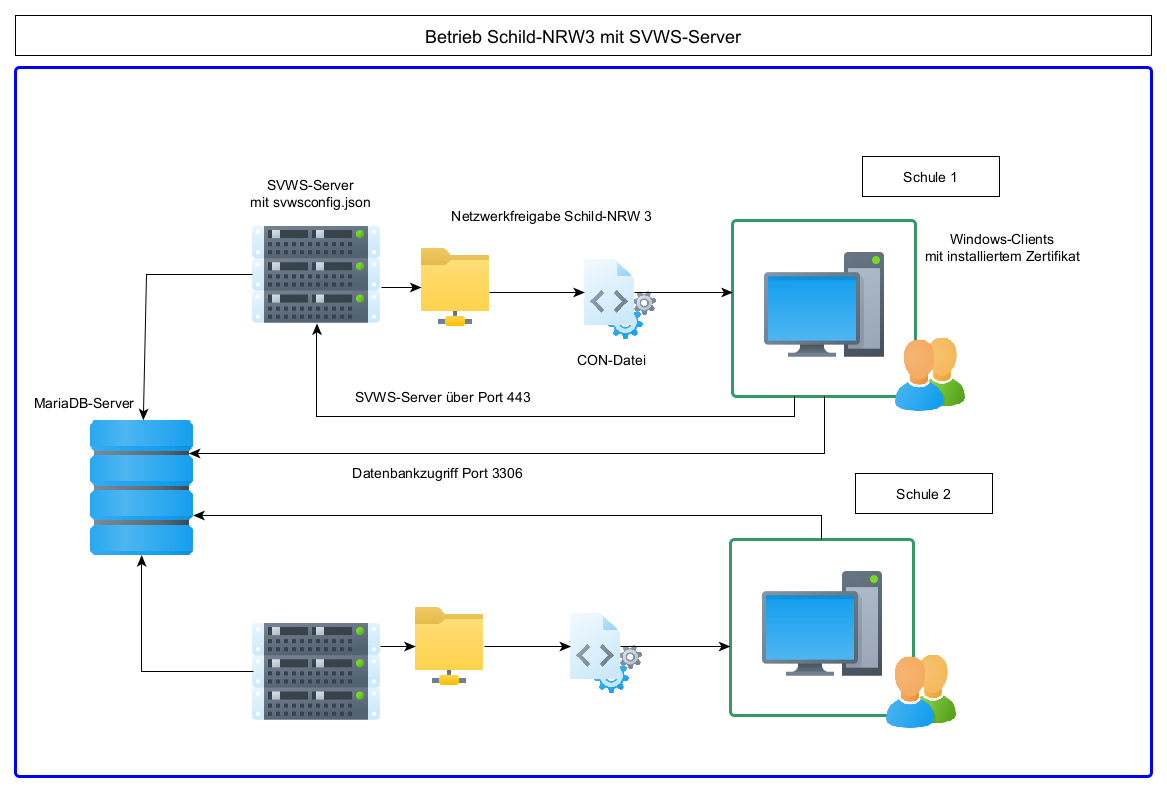 Betrieb Schild-NRW3 mit SVWS-Server
Schule 1
SVWS-Server
mit svwsconfig.json
Netzwerkfreigabe Schild-NRW 3
Windows-Clients
mit installiertem Zertifikat
CON-Datei
SVWS-Server über Port 443
MariaDB-Server
Datenbankzugriff Port 3306
Schule 2